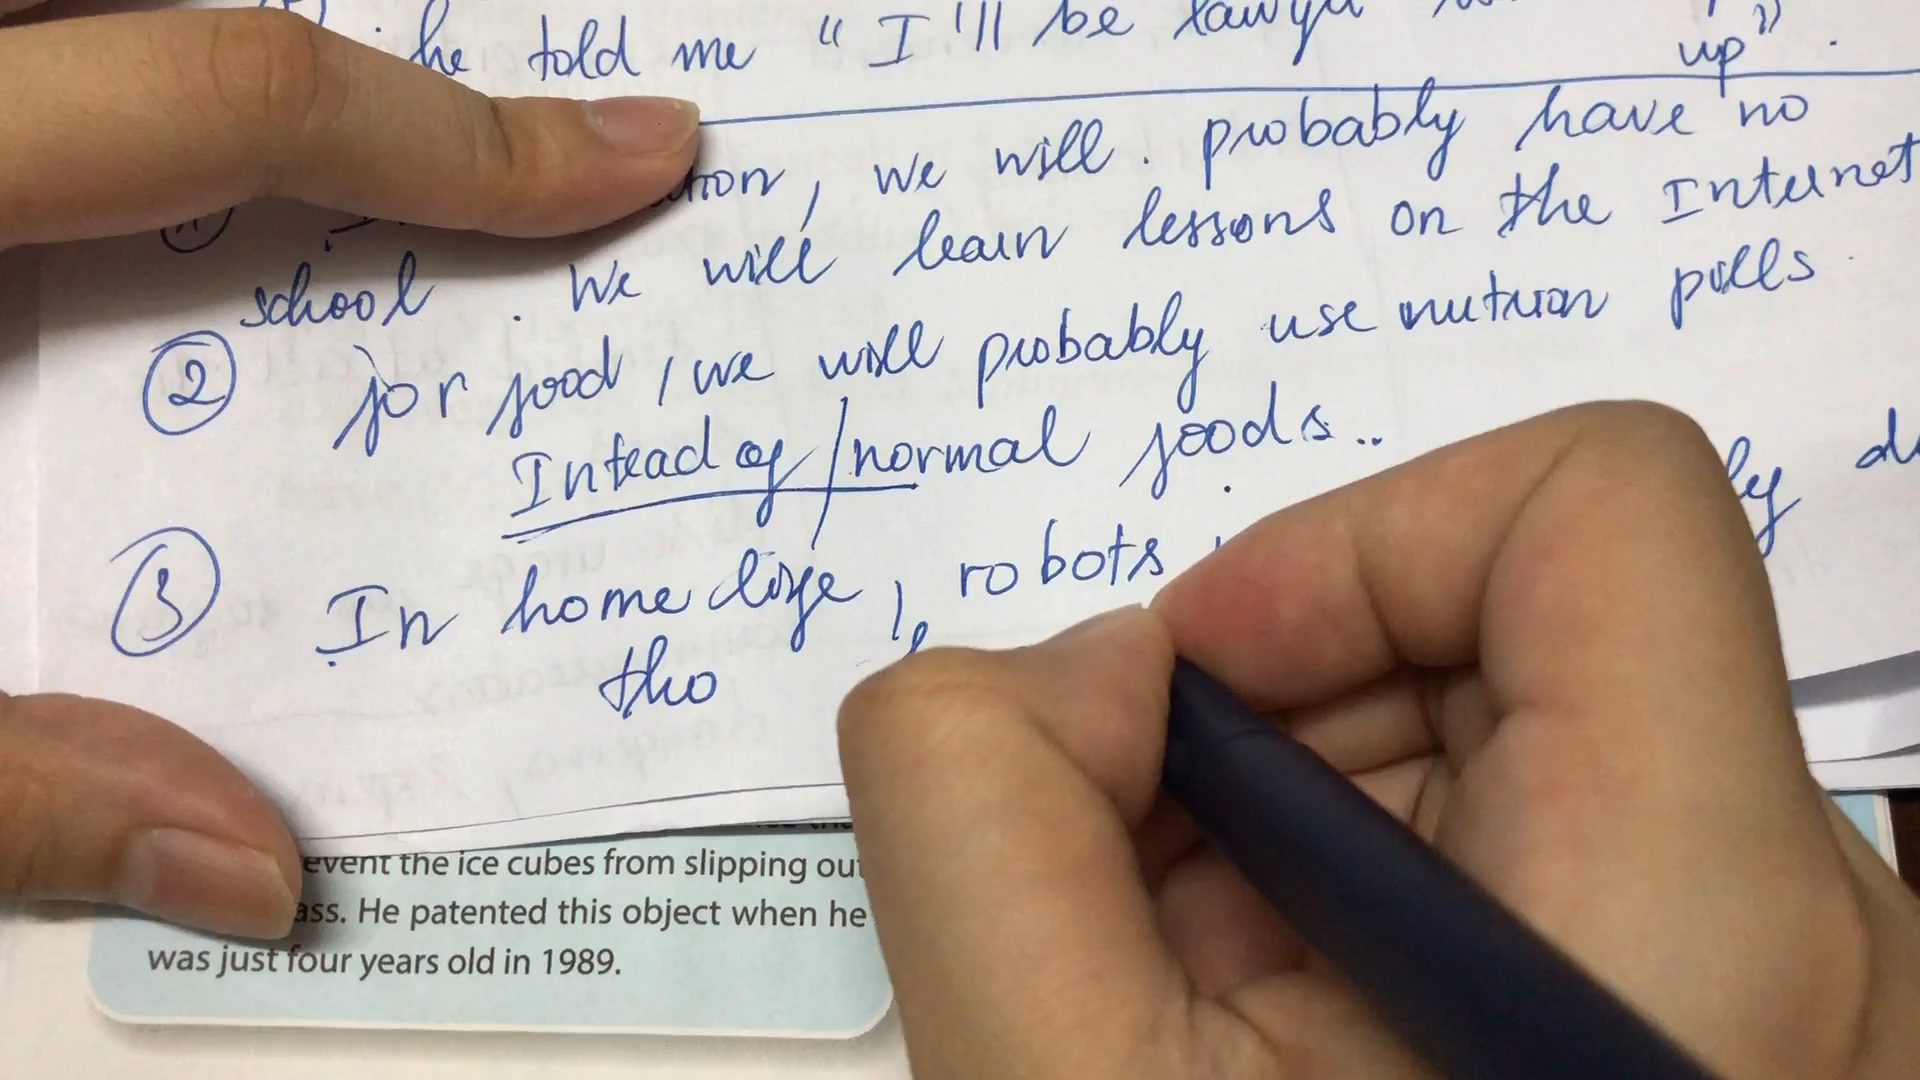 he told me "I'll be lawyer
up".
, we will. probably have no
school. We will learn lessons on the Internet
② for food, we will probably use nutrion pills
Intead of / normal foods..
③ In home life, robots
the
event the ice cubes from slipping out
ass. He patented this object when he
was just four years old in 1989.